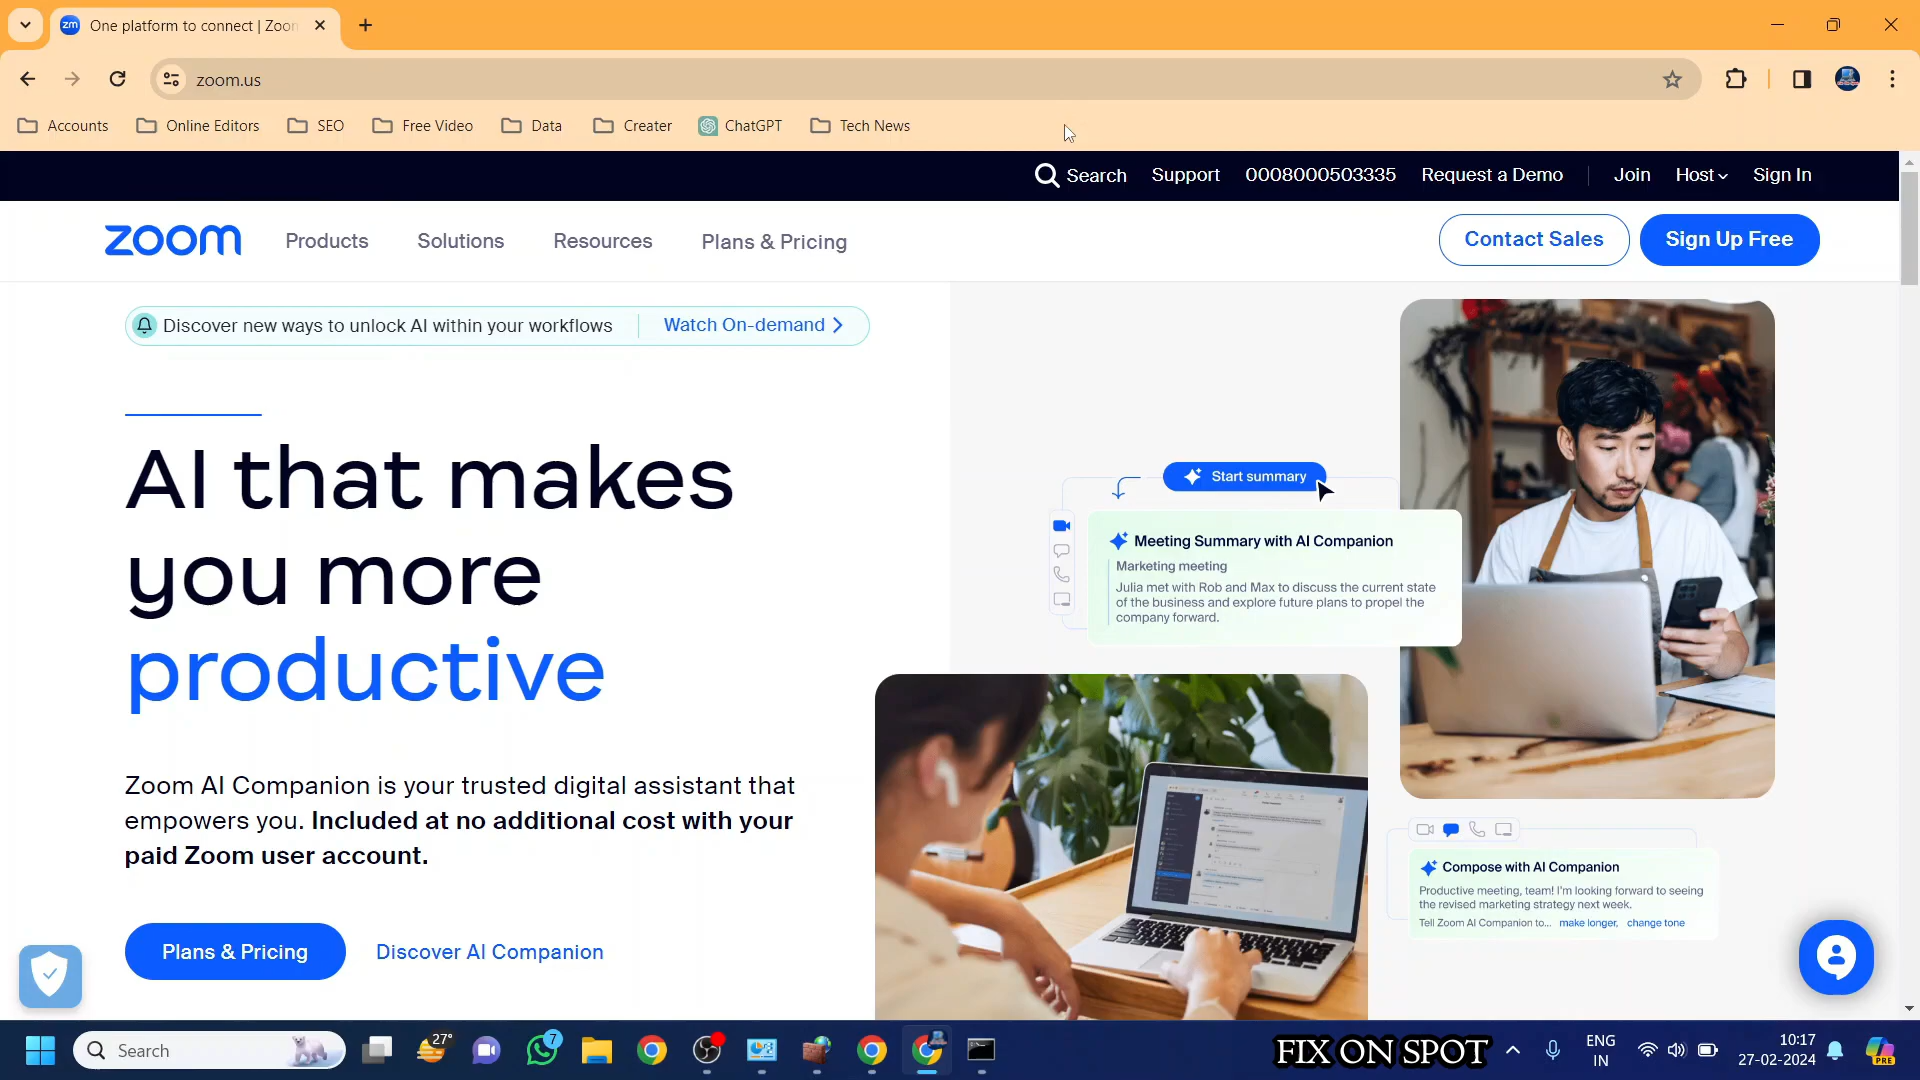 zm One platform to connect | Zoon
zoom.us
Accounts Online Editors SEO Free Video Data Creater ChatGPT Tech News
Search Support 0008000503335 Request a Demo Join Host Sign In
zoom Products Solutions Resources Plans & Pricing Contact Sales Sign Up Free
Discover new ways to unlock AI within your workflows Watch On-demand
AI that makes
you more
productive
Zoom AI Companion is your trusted digital assistant that
empowers you. Included at no additional cost with your
paid Zoom user account.
Plans & Pricing Discover AI Companion
Start summary
Meeting Summary with AI Companion
Marketing meeting
Julia met with Rob and Max to discuss the current state
of the business and explore future plans to propel the
company forward.
Compose with AI Companion
Productive meeting, team! I'm looking forward to seeing
the revised marketing strategy next week.
Tell Zoom AI Companion to... make longer, change tone
Search 27° 7 FIX ON SPOT ENG 10:17
IN 27-02-2024 PRE